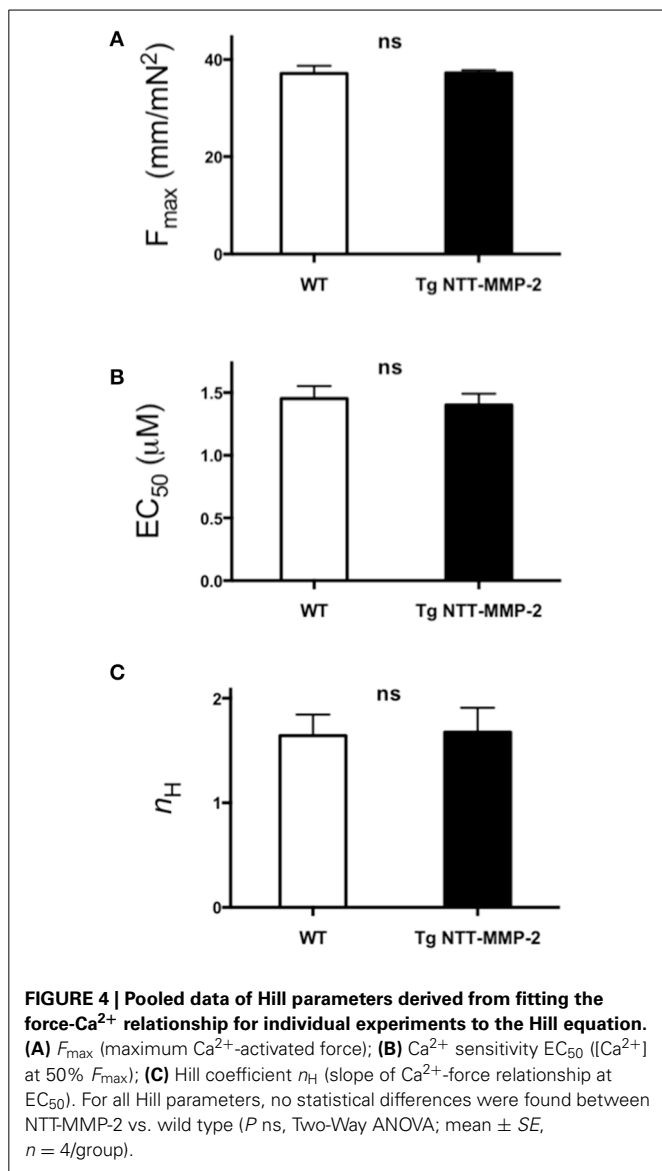 A
ns
F_max (mm/mN²)
40
20
0
WT Tg NTT-MMP-2
B
ns
EC₅₀ (μM)
1.5
1.0
0.5
0.0
WT Tg NTT-MMP-2
C
ns
n_H
2
1
0
WT Tg NTT-MMP-2
FIGURE 4 | Pooled data of Hill parameters derived from fitting the
force-Ca²⁺ relationship for individual experiments to the Hill equation.
(A) F_max (maximum Ca²⁺-activated force); (B) Ca²⁺ sensitivity EC₅₀ ([Ca²⁺]
at 50% F_max); (C) Hill coefficient n_H (slope of Ca²⁺-force relationship at
EC₅₀). For all Hill parameters, no statistical differences were found between
NTT-MMP-2 vs. wild type (P ns, Two-Way ANOVA; mean ± SE,
n = 4/group).